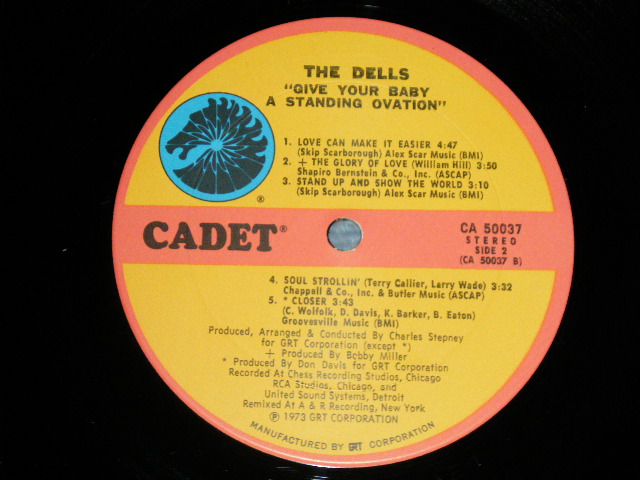 THE DELLS
"GIVE YOUR BABY
A STANDING OVATION"
1. LOVE CAN MAKE IT EASIER 4:47
(Skip Scarborough) Alex Scar Music (BMI)
2. + THE GLORY OF LOVE (William Hill) 3:50
Shapiro Bernstein & Co., Inc. (ASCAP)
3. STAND UP AND SHOW THE WORLD 3:10
(Skip Scarborough) Alex Scar Music (BMI)
®
CADET®
CA 50037
STEREO
SIDE 2
(CA 50037 B)
4. SOUL STROLLIN' (Terry Callier, Larry Wade) 3:32
Chappell & Co., Inc. & Butler Music (ASCAP)
5. * CLOSER 3:43
(C. Wolfolk, D. Davis, K. Barker, B. Eaton)
Groovesville Music (BMI)
Produced, Arranged & Conducted By Charles Stepney
for GRT Corporation (except *)
+ Produced By Bobby Miller
* Produced By Don Davis for GRT Corporation
Recorded At Chess Recording Studios, Chicago
RCA Studios, Chicago, and
United Sound Systems, Detroit
Remixed At A & R Recording, New York
Ⓟ 1973 GRT CORPORATION
MANUFACTURED BY GRT CORPORATION